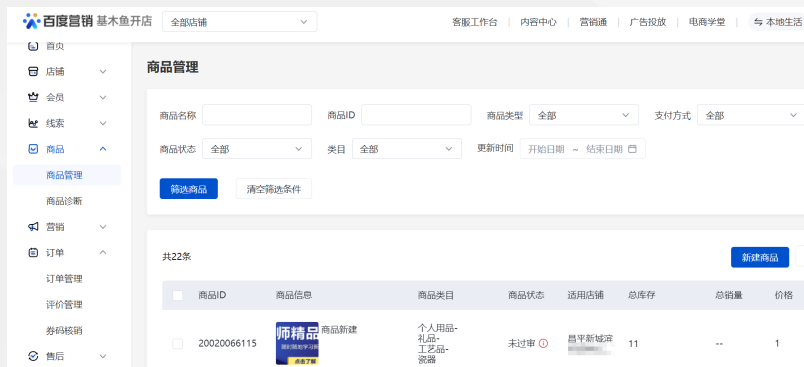 百度营销 基木鱼开店 全部店铺 客服工作台 内容中心 营销通 广告投放 电商学堂 本地生活
首页
店铺
会员
线索
商品
商品管理
商品诊断
营销
订单
订单管理
评价管理
券码核销
售后
商品管理
商品名称 商品ID 商品类型 全部 支付方式 全部
商品状态 全部 类目 全部 更新时间 开始日期 ~ 结束日期
筛选商品 清空筛选条件
共22条 新建商品
商品ID 商品信息 商品类目 商品状态 适用店铺 总库存 总销量 价格
20020066115 师精品 商品新建 个人用品-
礼品-
工艺品-
瓷器
未过审 昌平新城滨 11 -- 1
点击了解